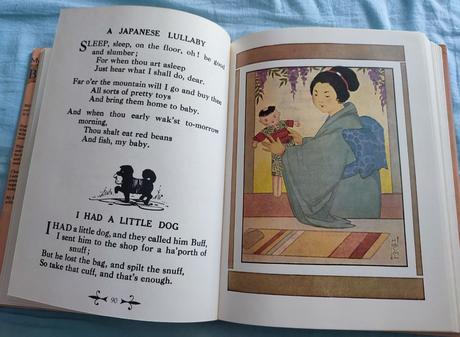 A JAPANESE LULLABY
SLEEP, sleep, on the floor, oh! be good
and slumber;
For when thou art asleep
Just hear what I shall do, dear.
Far o'er the mountain will I go and buy thee
All sorts of pretty toys
And bring them home to baby.
And when thou early wak'st to-morrow
morning,
Thou shalt eat red beans
And fish, my baby.
I HAD A LITTLE DOG
I HAD a little dog, and they called him Buff,
I sent him to the shop for a ha'porth of
snuff;
But he lost the bag, and spilt the snuff,
So take that cuff, and that's enough.
90